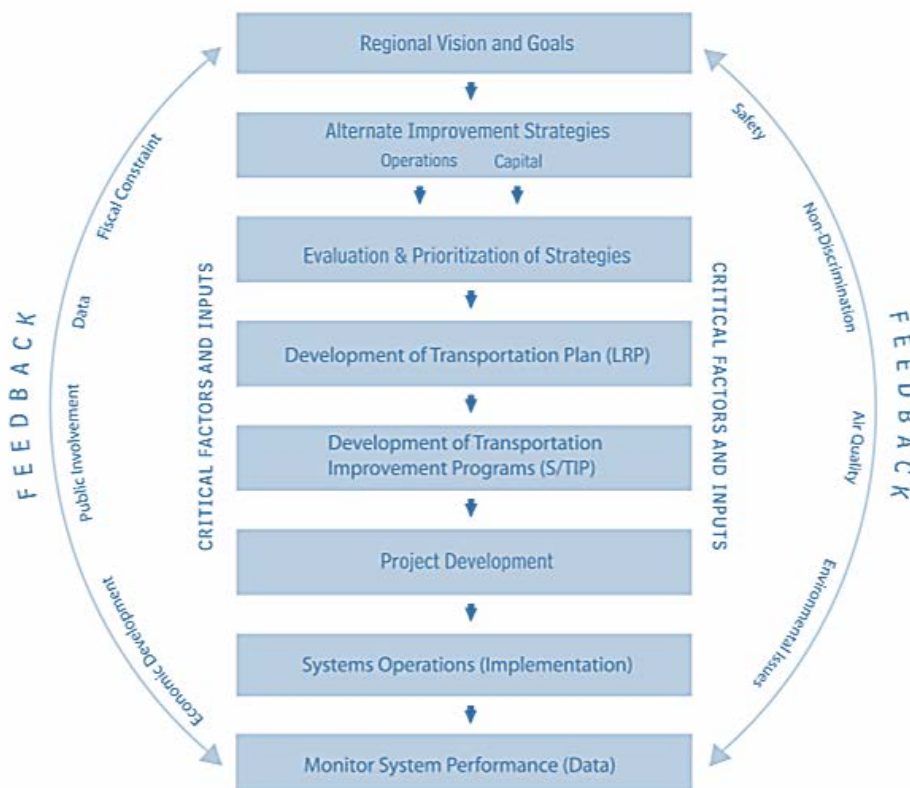 Regional Vision and Goals
Alternate Improvement Strategies
Operations Capital
Evaluation & Prioritization of Strategies
Development of Transportation Plan (LRP)
Development of Transportation
Improvement Programs (S/TIP)
Project Development
Systems Operations (Implementation)
Monitor System Performance (Data)
FEEDBACK
Fiscal Constraint
Data
Public Involvement
Economic Development
CRITICAL FACTORS AND INPUTS
CRITICAL FACTORS AND INPUTS
Safety
Non-Discrimination
Air Quality
Environmental Issues
FEEDBACK